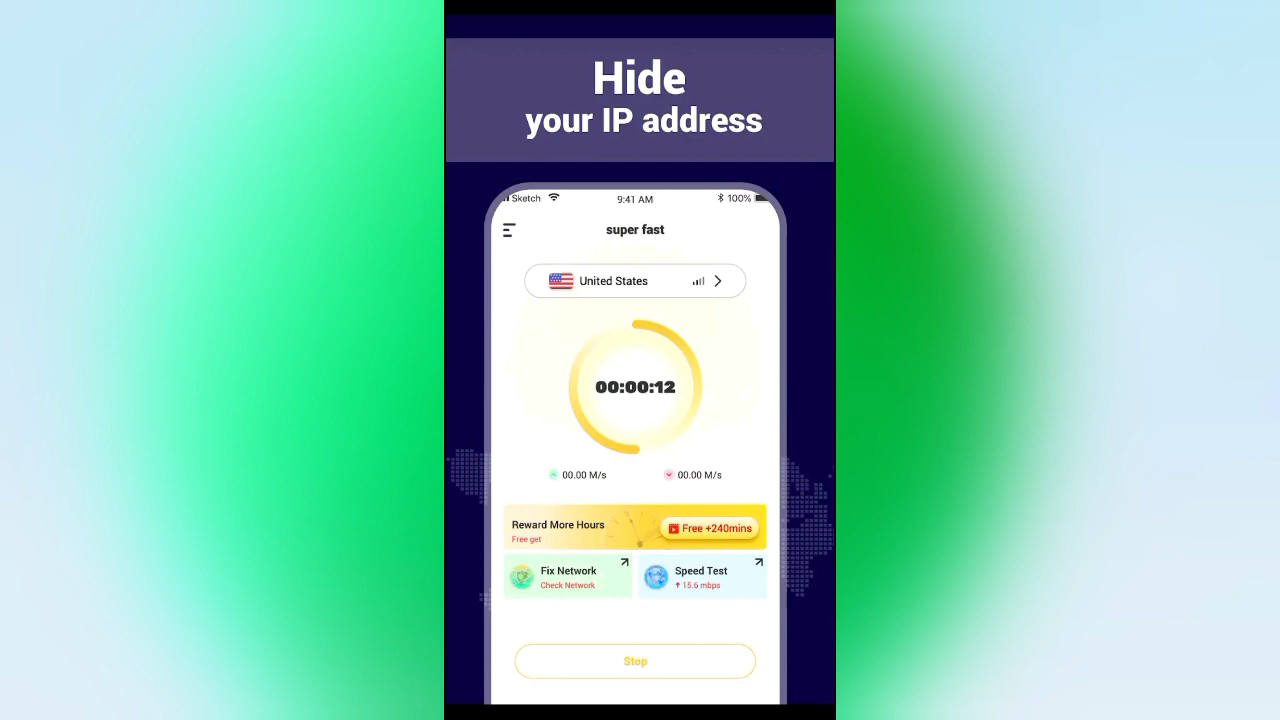 Hide
your IP address
Sketch 9:41 AM 100%
super fast
United States
00:00:12
00.00 M/s 00.00 M/s
Reward More Hours
Free get
Free +240mins
Fix Network
Check Network
Speed Test
15.6 mbps
Stop